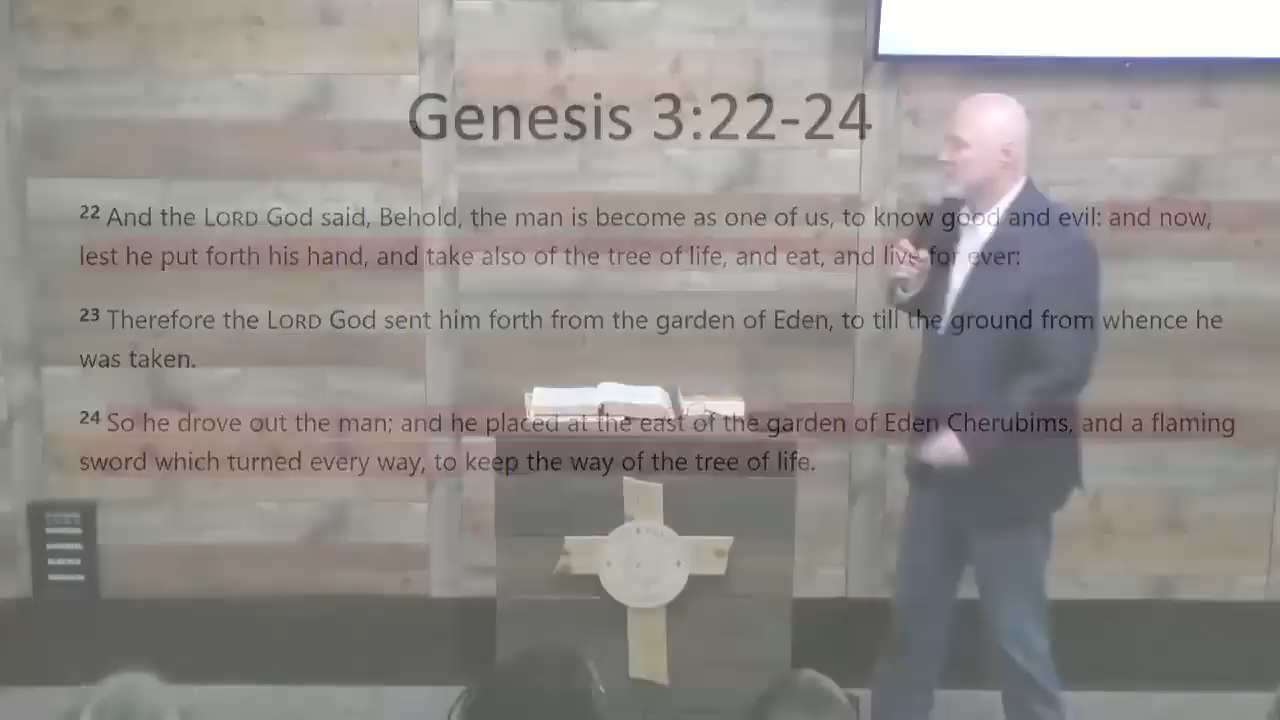 Genesis 3:22-24
22 And the LORD God said, Behold, the man is become as one of us, to know good and evil: and now,
lest he put forth his hand, and take also of the tree of life, and eat, and live for ever:
23 Therefore the LORD God sent him forth from the garden of Eden, to till the ground from whence he
was taken.
24 So he drove out the man; and he placed at the east of the garden of Eden Cherubims, and a flaming
sword which turned every way, to keep the way of the tree of life.